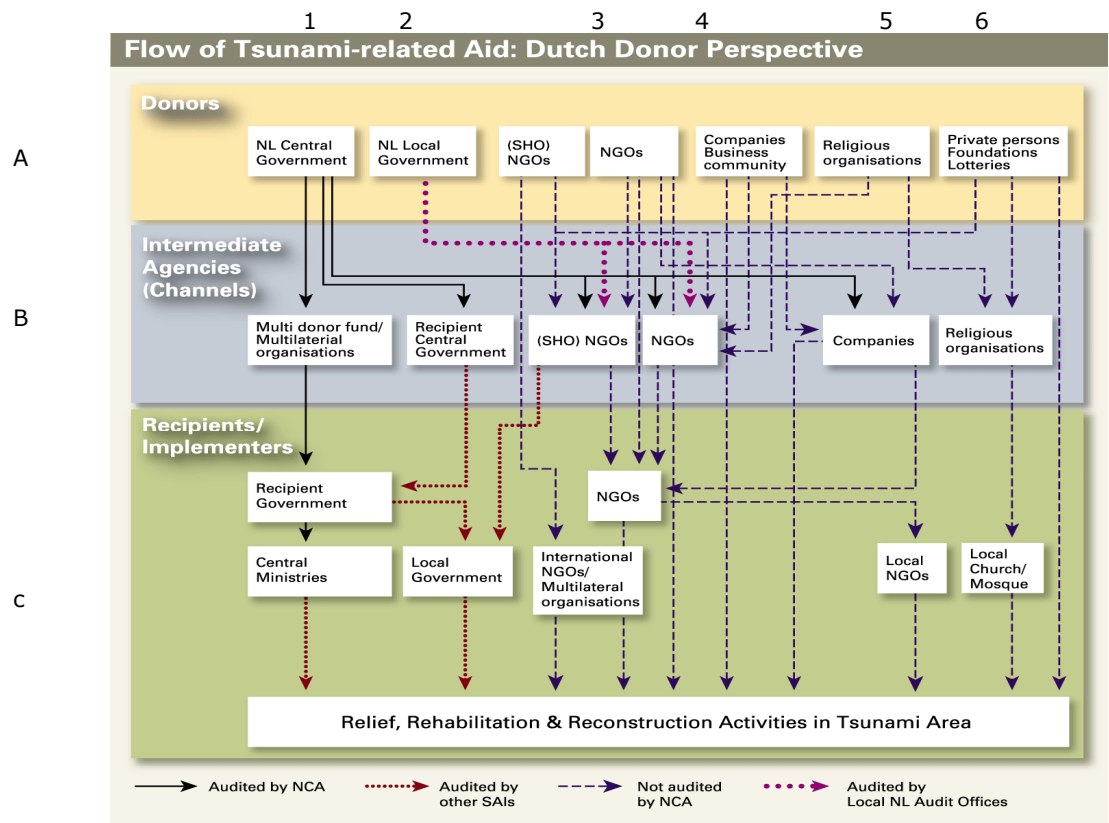 1 2 3 4 5 6
Flow of Tsunami-related Aid: Dutch Donor Perspective
Donors
A
NL Central
Government
NL Local
Government
(SHO)
NGOs
NGOs
Companies
Business
community
Religious
organisations
Private persons
Foundations
Lotteries
Intermediate
Agencies
(Channels)
B
Multi donor fund/
Multilaterial
organisations
Recipient
Central
Government
(SHO) NGOs
NGOs
Companies
Religious
organisations
Recipients/
Implementers
Recipient
Government
NGOs
c
Central
Ministries
Local
Government
International
NGOs/
Multilateral
organisations
Local
NGOs
Local
Church/
Mosque
Relief, Rehabilitation & Reconstruction Activities in Tsunami Area
Audited by NCA
Audited by
other SAIs
Not audited
by NCA
Audited by
Local NL Audit Offices